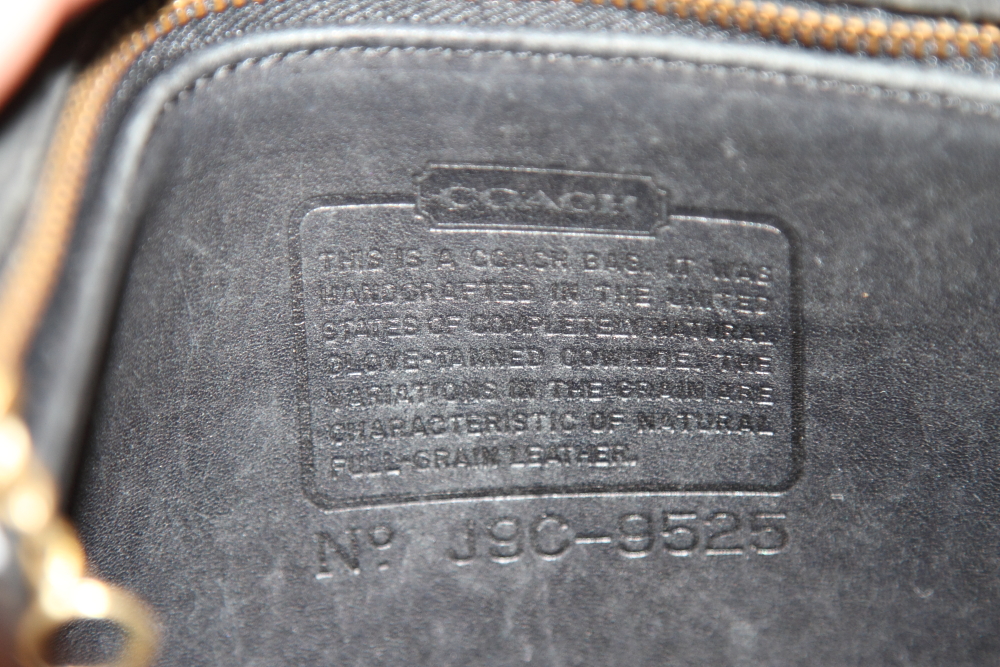 COACH
THIS IS A COACH BAG. IT WAS
HANDCRAFTED IN THE UNITED
STATES OF COMPLETELY NATURAL
GLOVE-TANNED COWHIDE, THE
VARIATIONS IN THE GRAIN ARE
CHARACTERISTIC OF NATURAL
FULL-GRAIN LEATHER.
Nº J9C-9525